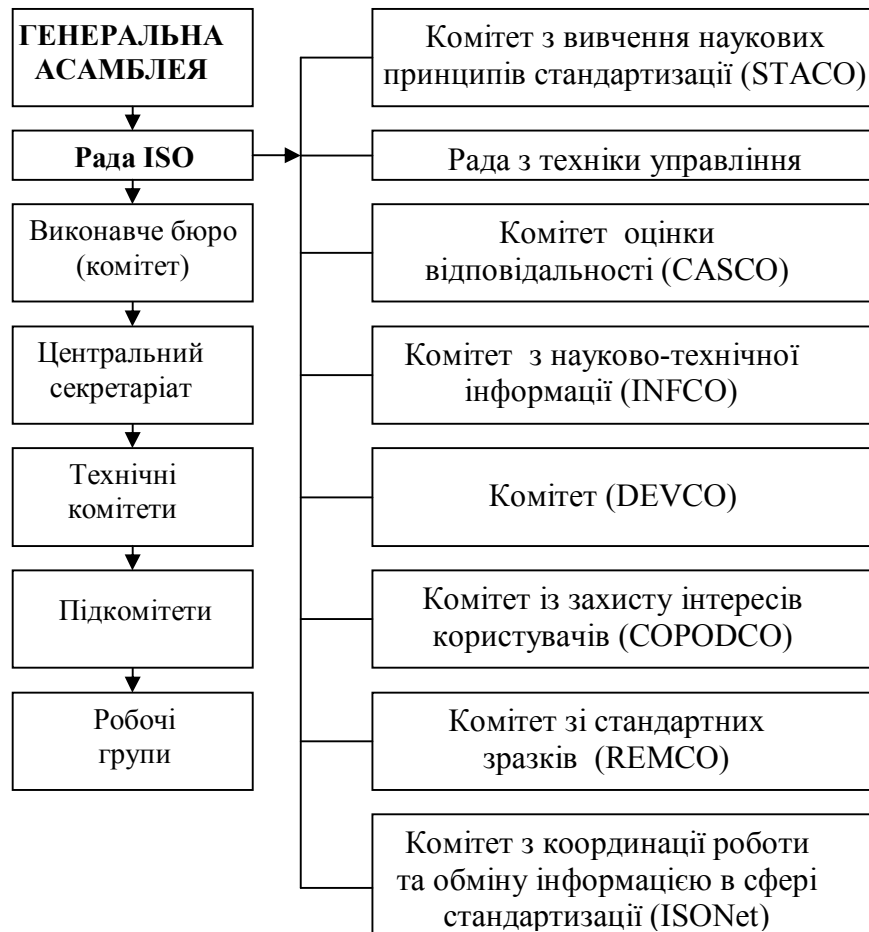 ГЕНЕРАЛЬНА
АСАМБЛЕЯ
Рада ISO
Виконавче бюро
(комітет)
Центральний
секретаріат
Технічні
комітети
Підкомітети
Робочі
групи
Комітет з вивчення наукових
принципів стандартизації (STACO)
Рада з техніки управління
Комітет оцінки
відповідальності (CASCO)
Комітет з науково-технічної
інформації (INFCO)
Комітет (DEVCO)
Комітет із захисту інтересів
користувачів (COPODCO)
Комітет зі стандартних
зразків (REMCO)
Комітет з координації роботи
та обміну інформацією в сфері
стандартизації (ISONet)